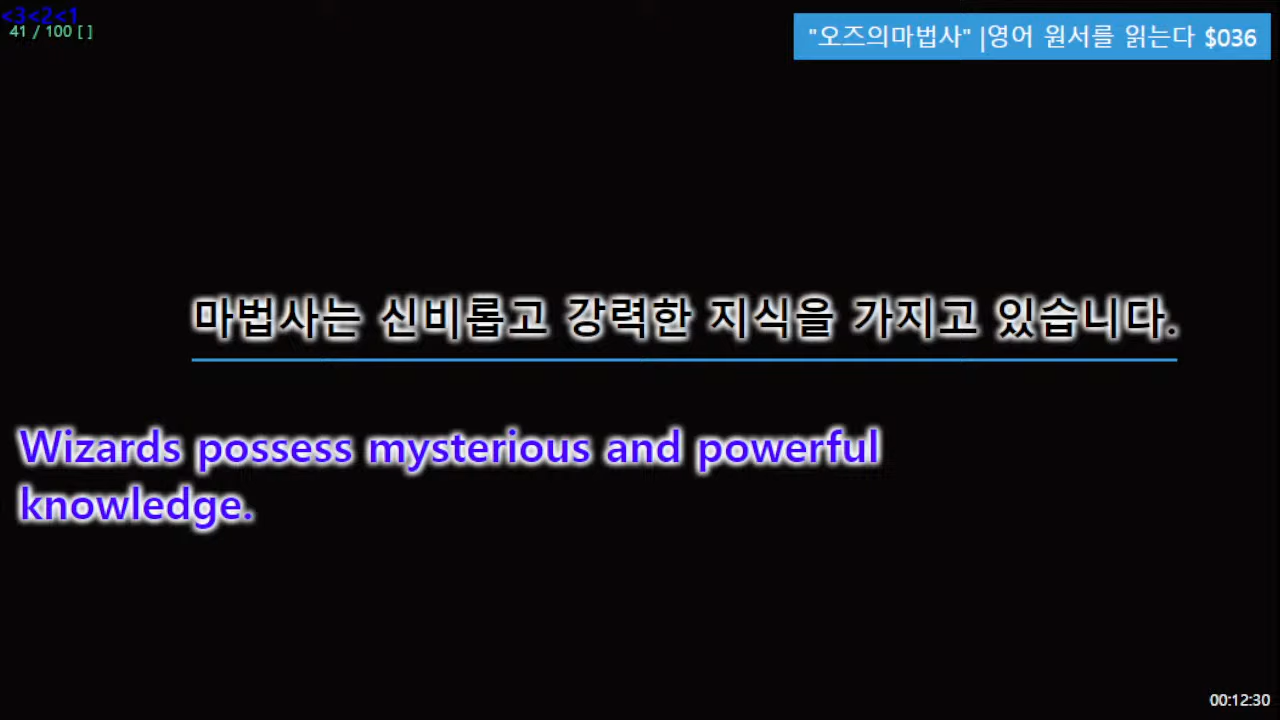 <3<2<1
41 / 100 [ ]
"오즈의마법사" |영어 원서를 읽는다 $036
마법사는 신비롭고 강력한 지식을 가지고 있습니다.
Wizards possess mysterious and powerful
knowledge.
00:12:30